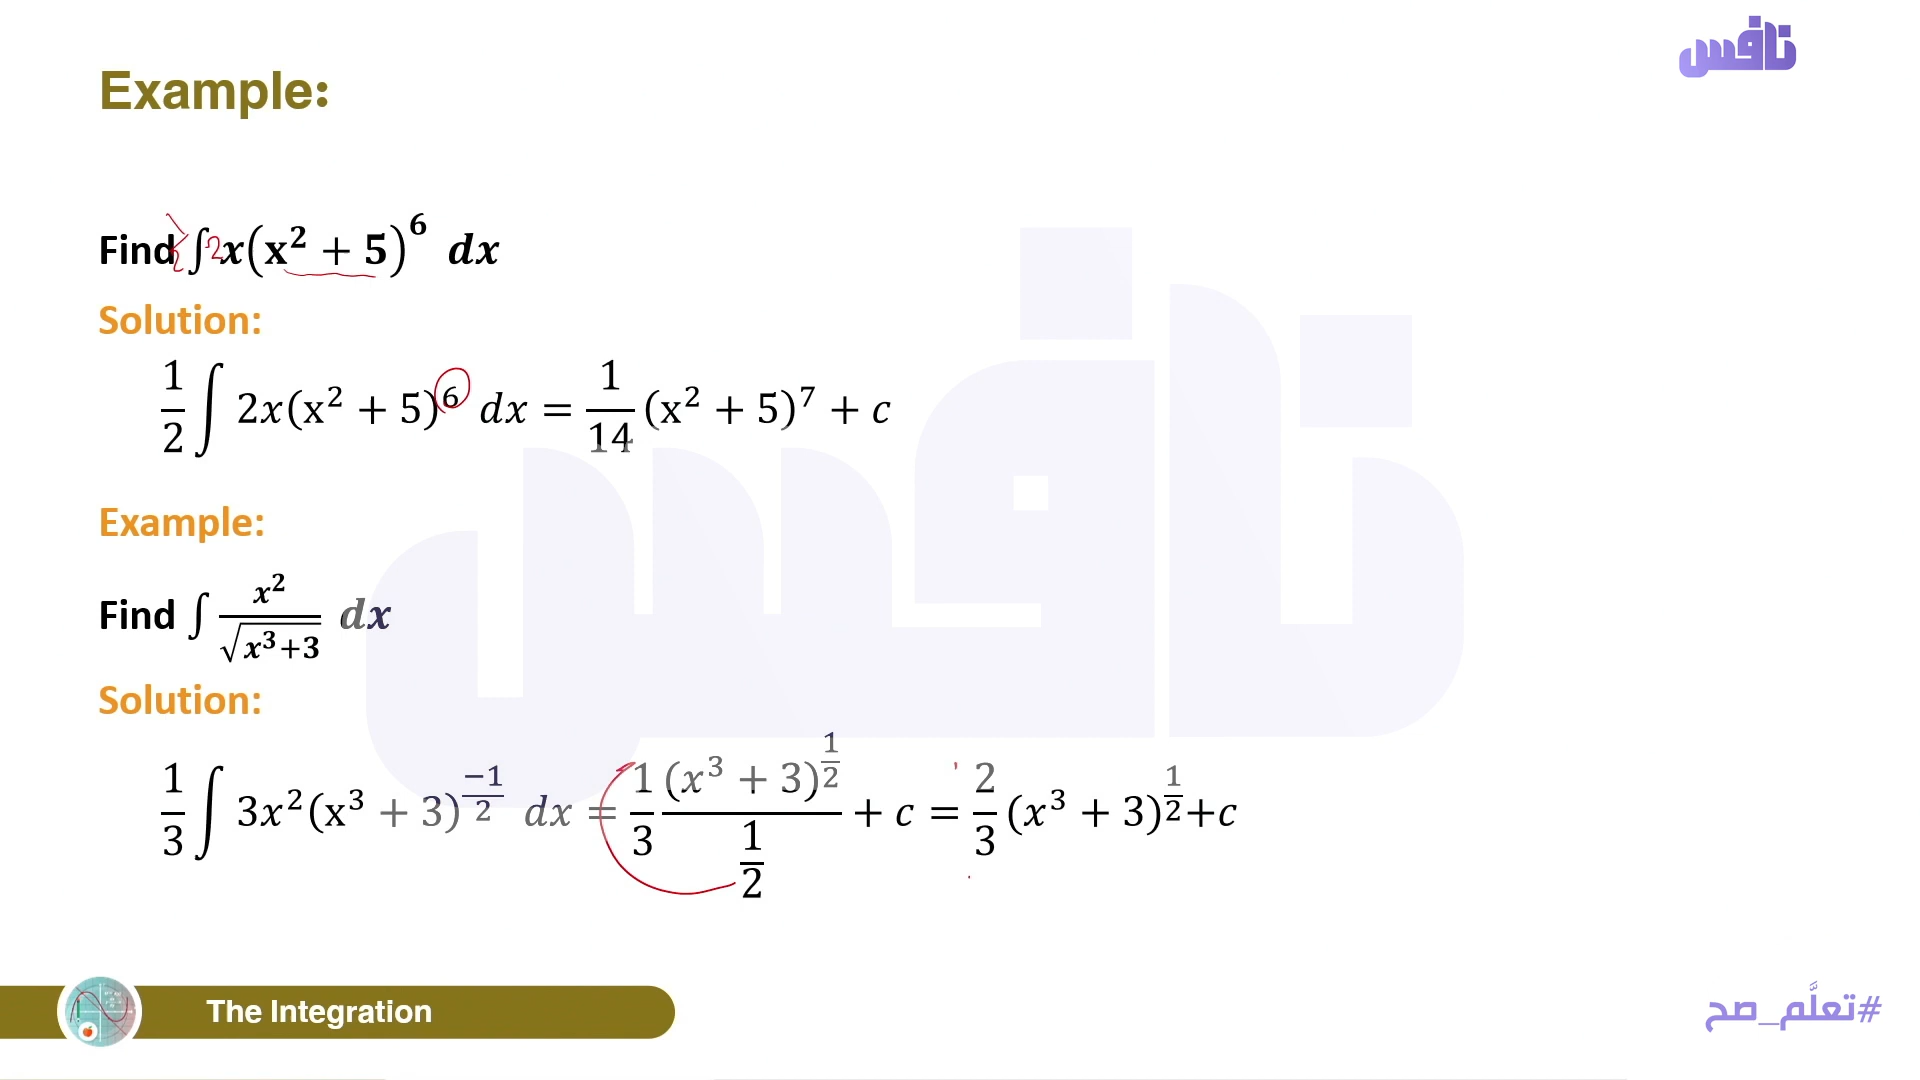 نافس
Example:
Find ∫ x(x² + 5)⁶ dx
Solution:
1/2 ∫ 2x(x² + 5)⁶ dx = 1/14 (x² + 5)⁷ + c
Example:
Find ∫ x²/√(x³+3) dx
Solution:
1/3 ∫ 3x²(x³ + 3)^(−1/2) dx = 1/3 (x³ + 3)^(1/2) / (1/2) + c = 2/3 (x³ + 3)^(1/2) +c
The Integration
#تعلَّم_صح